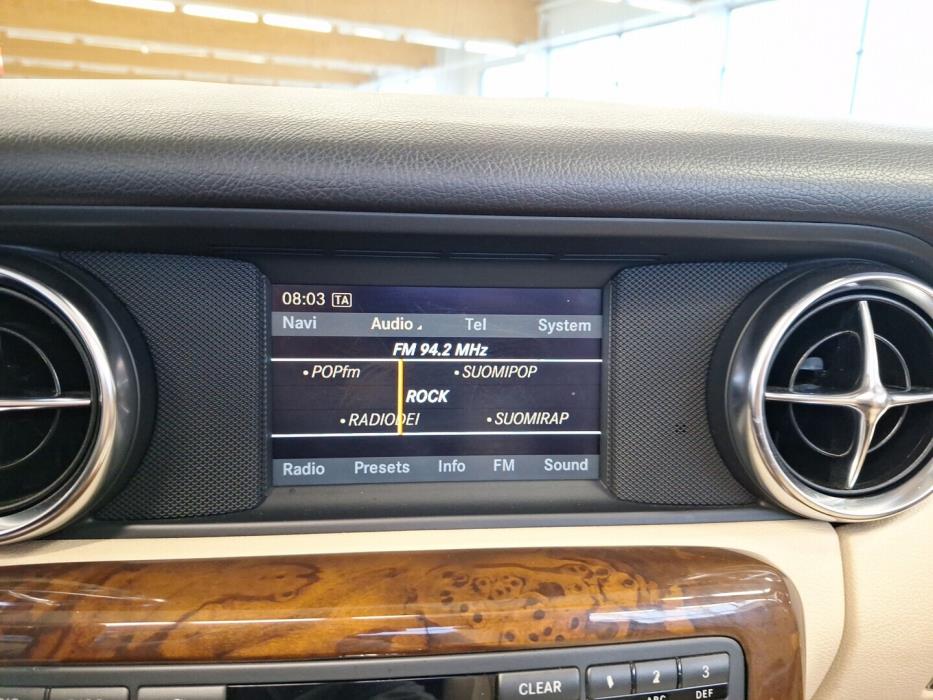 08:03 TA
Navi Audio Tel System
FM 94.2 MHz
•POPfm •SUOMIPOP
ROCK
•RADIODEI •SUOMIRAP
Radio Presets Info FM Sound
CLEAR 2 3
ABC DEF